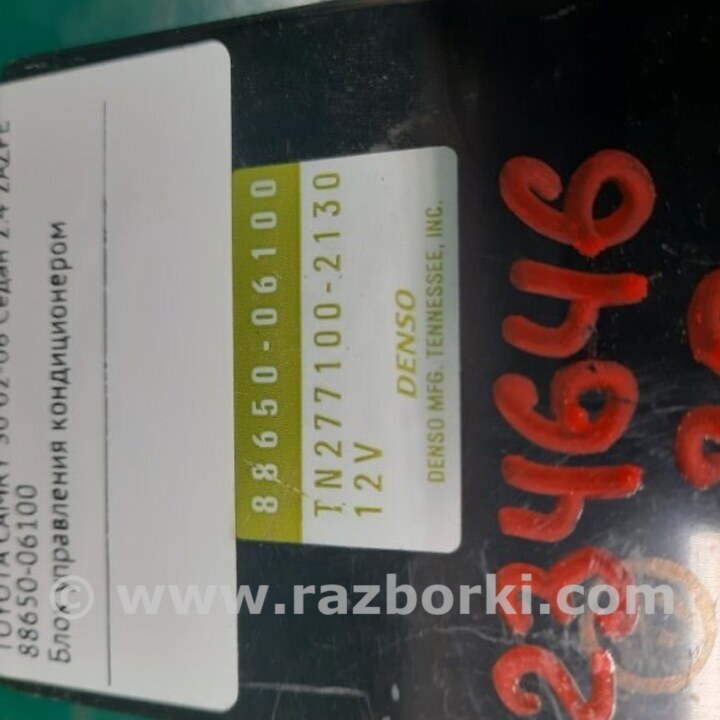 TOYOTA CAMRY 30 02-06 Седан 2.4 2AZFE
88650-06100
Блок управления кондиционером
88650-06100
TN277100-2130
12V
DENSO
DENSO MFG. TENNESSEE, INC.
234646
© www.razborki.com